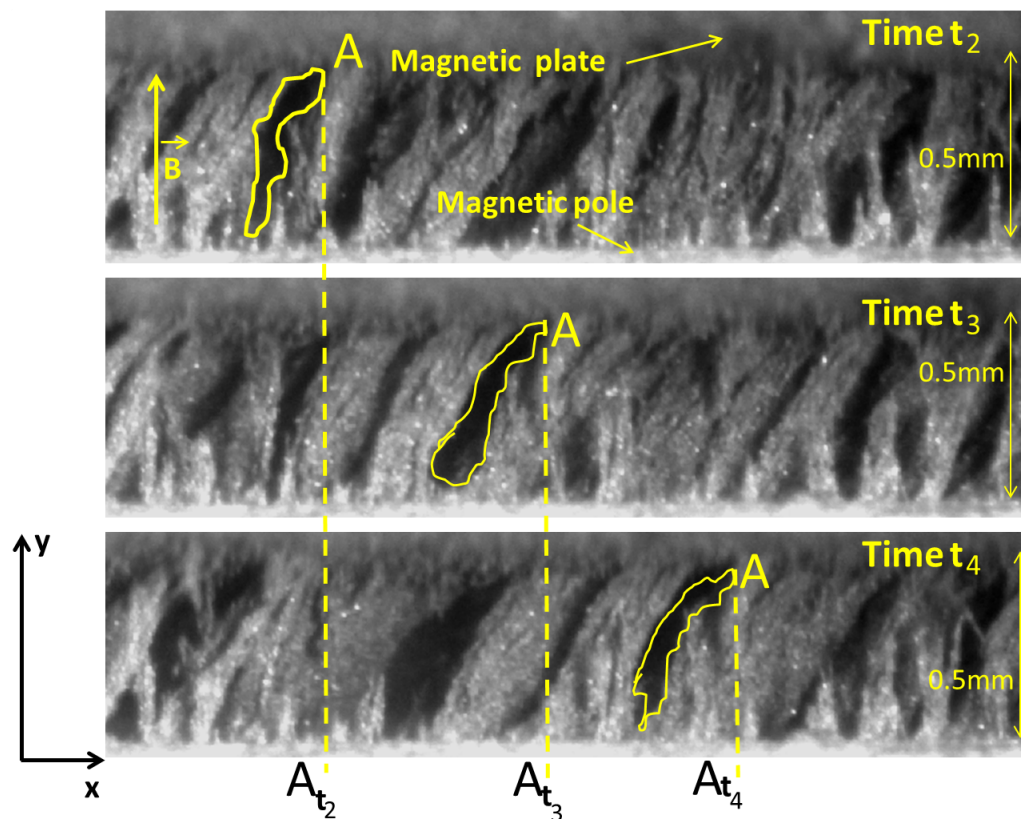 A
Magnetic plate
Time t₂
B
0.5mm
Magnetic pole
A
Time t₃
0.5mm
y
A
Time t₄
0.5mm
x
Aₜ₂
Aₜ₃
Aₜ₄